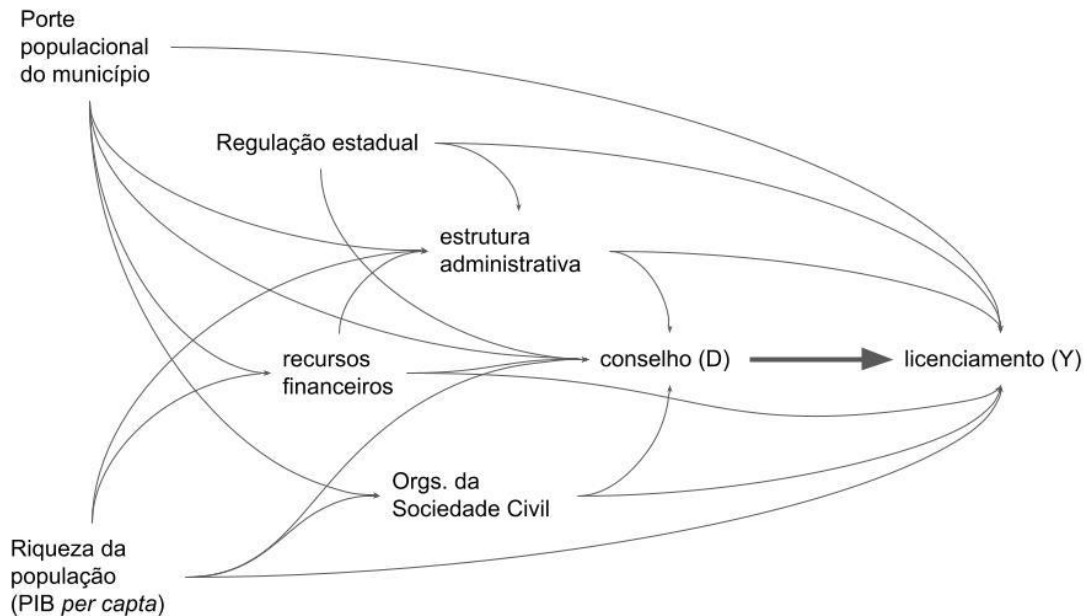 Porte
populacional
do município
Regulação estadual
estrutura
administrativa
recursos
financeiros
conselho (D)
licenciamento (Y)
Orgs. da
Sociedade Civil
Riqueza da
população
(PIB per capta)